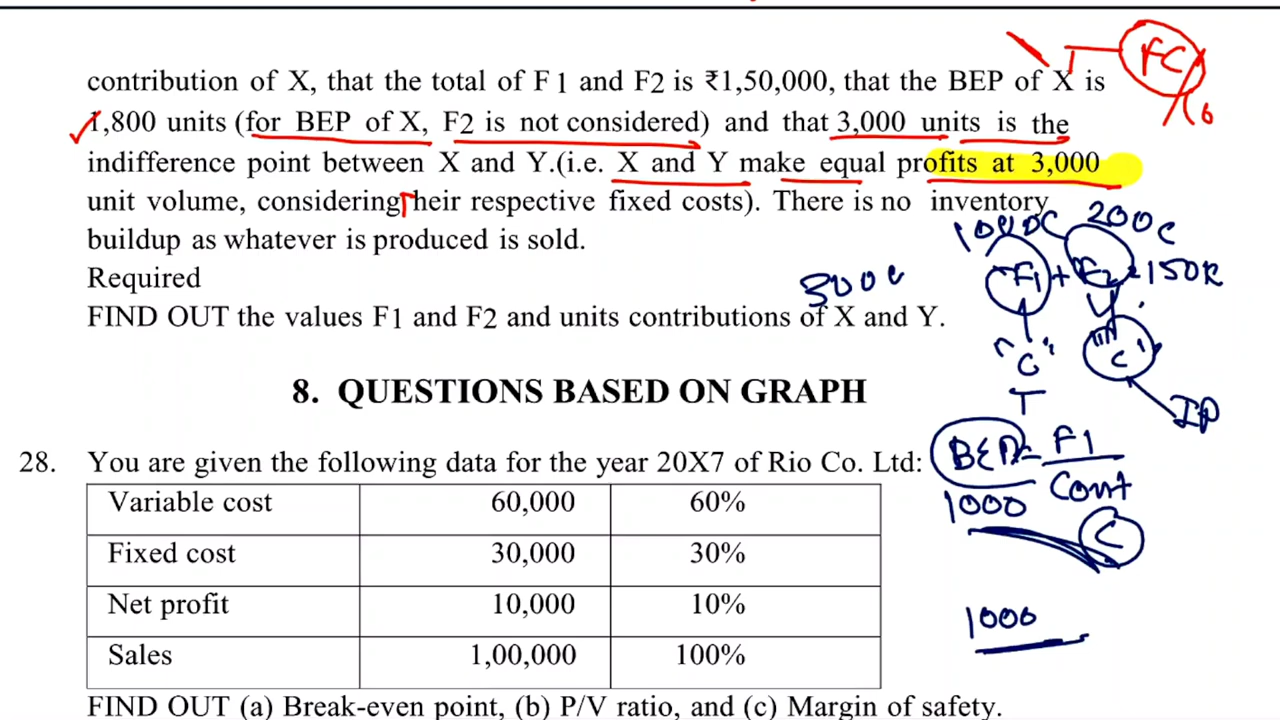 contribution of X, that the total of F1 and F2 is ₹1,50,000, that the BEP of X is
1,800 units (for BEP of X, F2 is not considered) and that 3,000 units is the
indifference point between X and Y.(i.e. X and Y make equal profits at 3,000
unit volume, considering their respective fixed costs). There is no inventory
buildup as whatever is produced is sold.
Required
FIND OUT the values F1 and F2 and units contributions of X and Y.
8. QUESTIONS BASED ON GRAPH
28. You are given the following data for the year 20X7 of Rio Co. Ltd:
Variable cost 60,000 60%
Fixed cost 30,000 30%
Net profit 10,000 10%
Sales 1,00,000 100%
FIND OUT (a) Break-even point, (b) P/V ratio, and (c) Margin of safety.
FC
200C
F1 + F2 = 150K
"C" C'
IP
BEP = F1
Cont
1000
C
1000